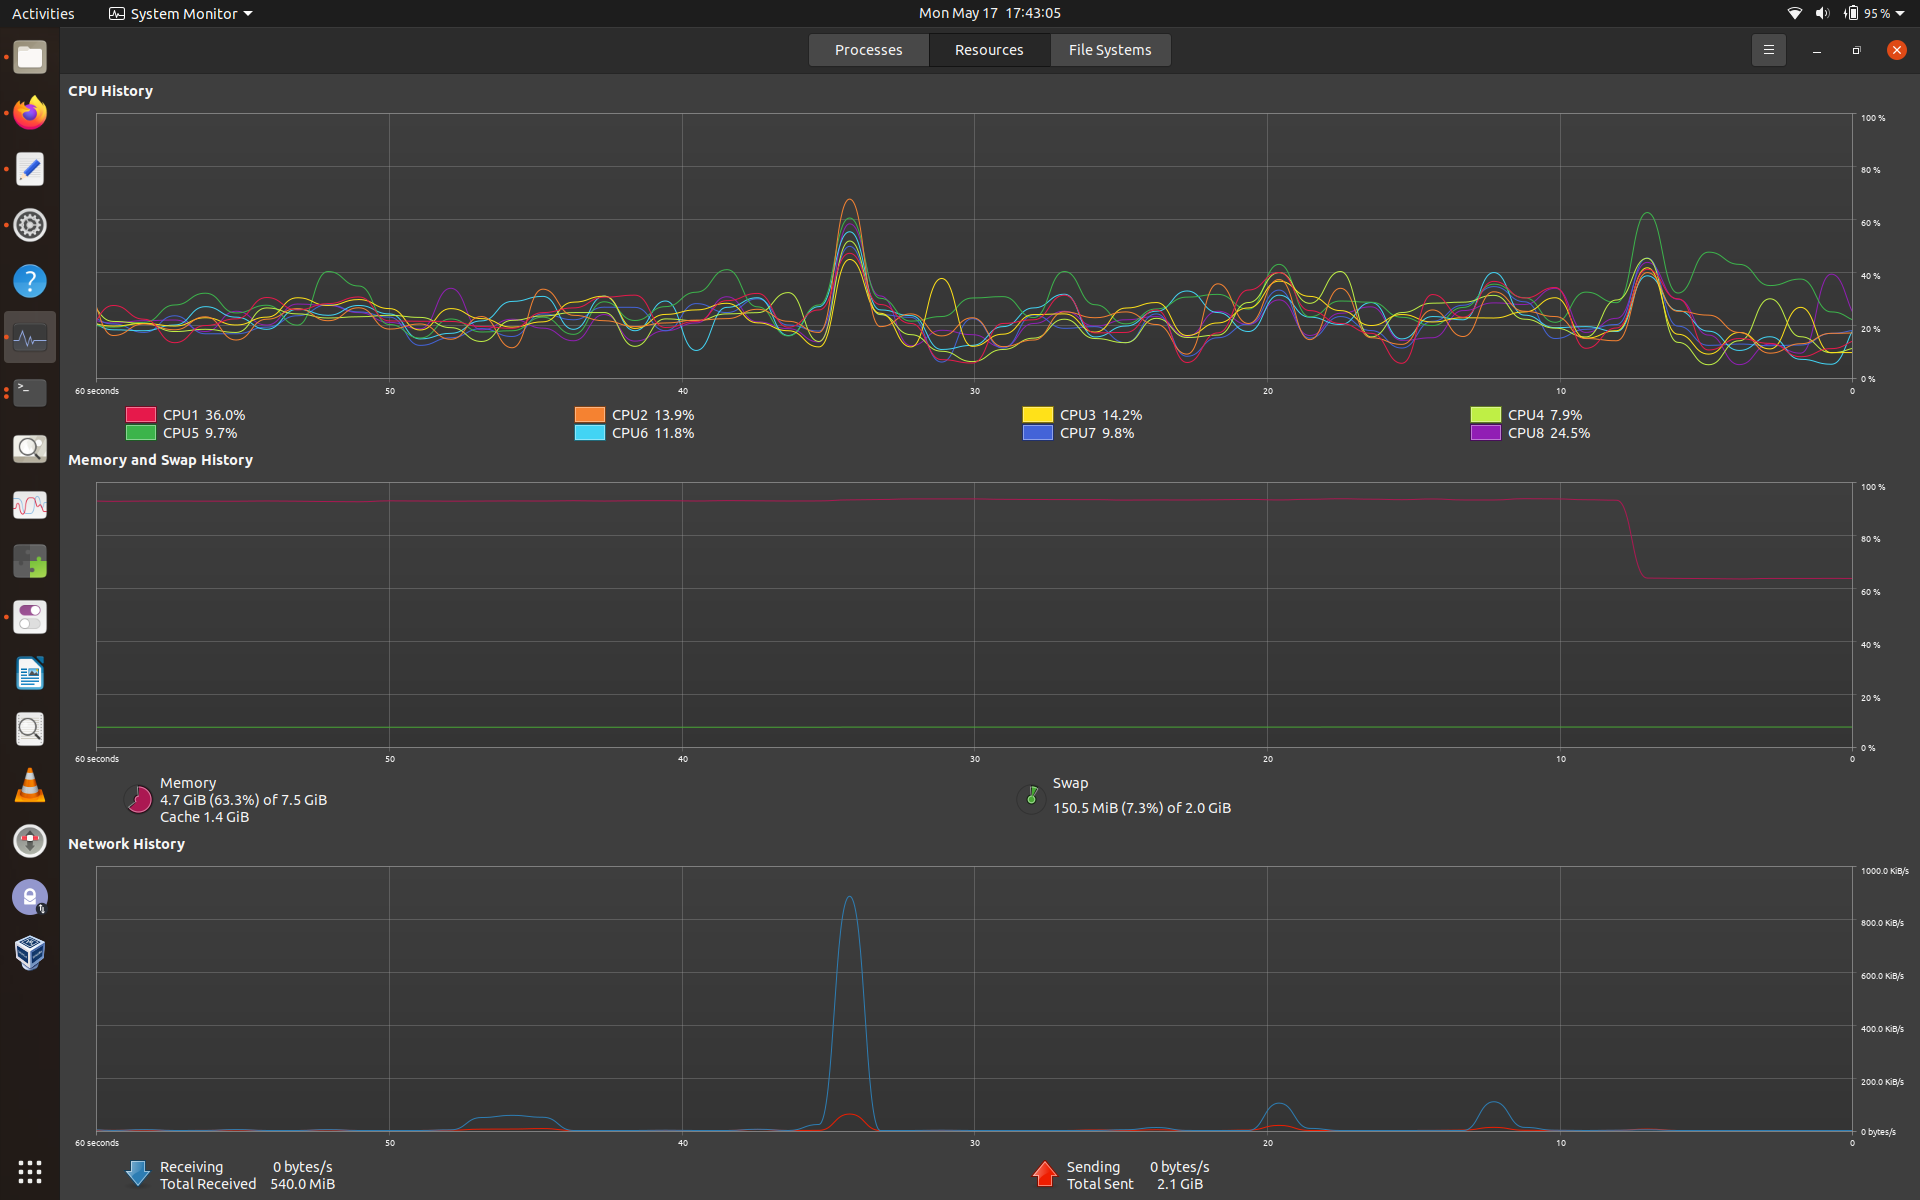 Activities System Monitor Mon May 17 17:43:05 95 %
Processes Resources File Systems
CPU History
100 %
80 %
60 %
40 %
20 %
0 %
60 seconds 50 40 30 20 10 0
CPU1 36.0% CPU2 13.9% CPU3 14.2% CPU4 7.9%
CPU5 9.7% CPU6 11.8% CPU7 9.8% CPU8 24.5%
Memory and Swap History
100 %
80 %
60 %
40 %
20 %
0 %
60 seconds 50 40 30 20 10 0
Memory
4.7 GiB (63.3%) of 7.5 GiB
Cache 1.4 GiB
Swap
150.5 MiB (7.3%) of 2.0 GiB
Network History
1000.0 KiB/s
800.0 KiB/s
600.0 KiB/s
400.0 KiB/s
200.0 KiB/s
0 bytes/s
60 seconds 50 40 30 20 10 0
Receiving 0 bytes/s
Total Received 540.0 MiB
Sending 0 bytes/s
Total Sent 2.1 GiB